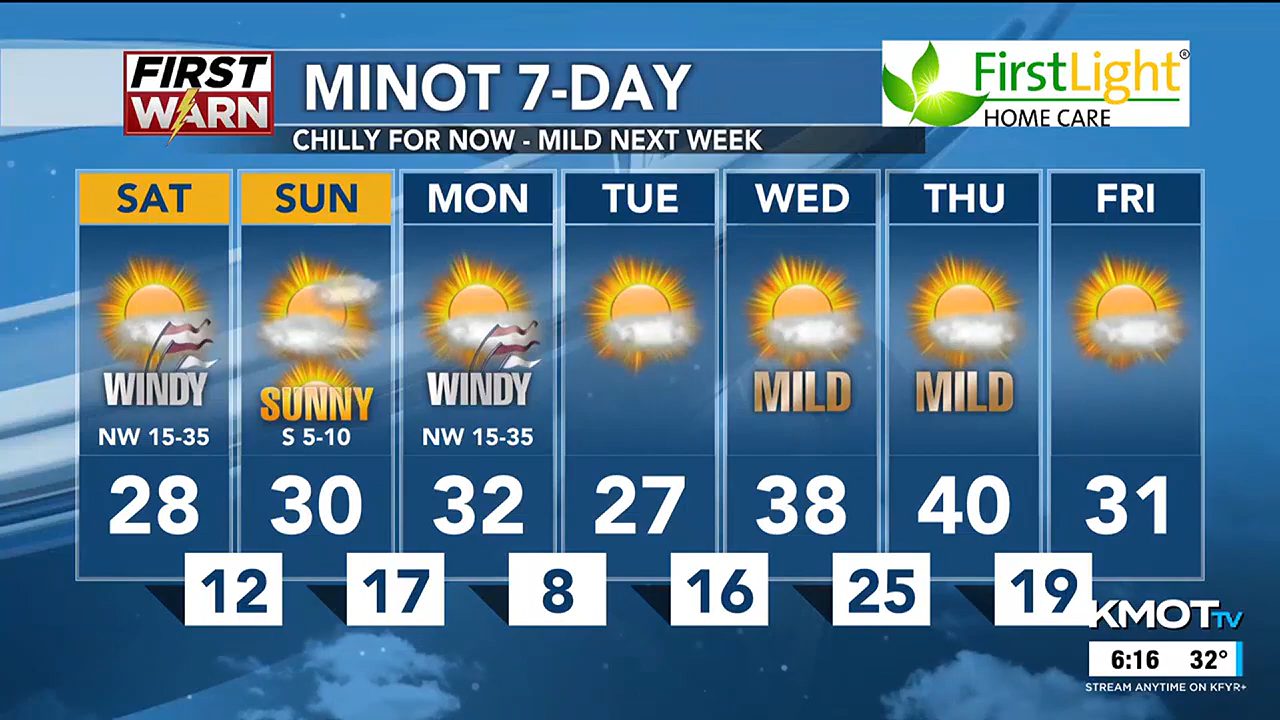 FIRST
WARN
MINOT 7-DAY
CHILLY FOR NOW - MILD NEXT WEEK
FirstLight®
HOME CARE
SAT SUN MON TUE WED THU FRI
WINDY SUNNY WINDY MILD MILD
NW 15-35 S 5-10 NW 15-35
28 30 32 27 38 40 31
12 17 8 16 25 19
KMOT TV
6:16 32°
STREAM ANYTIME ON KFYR+